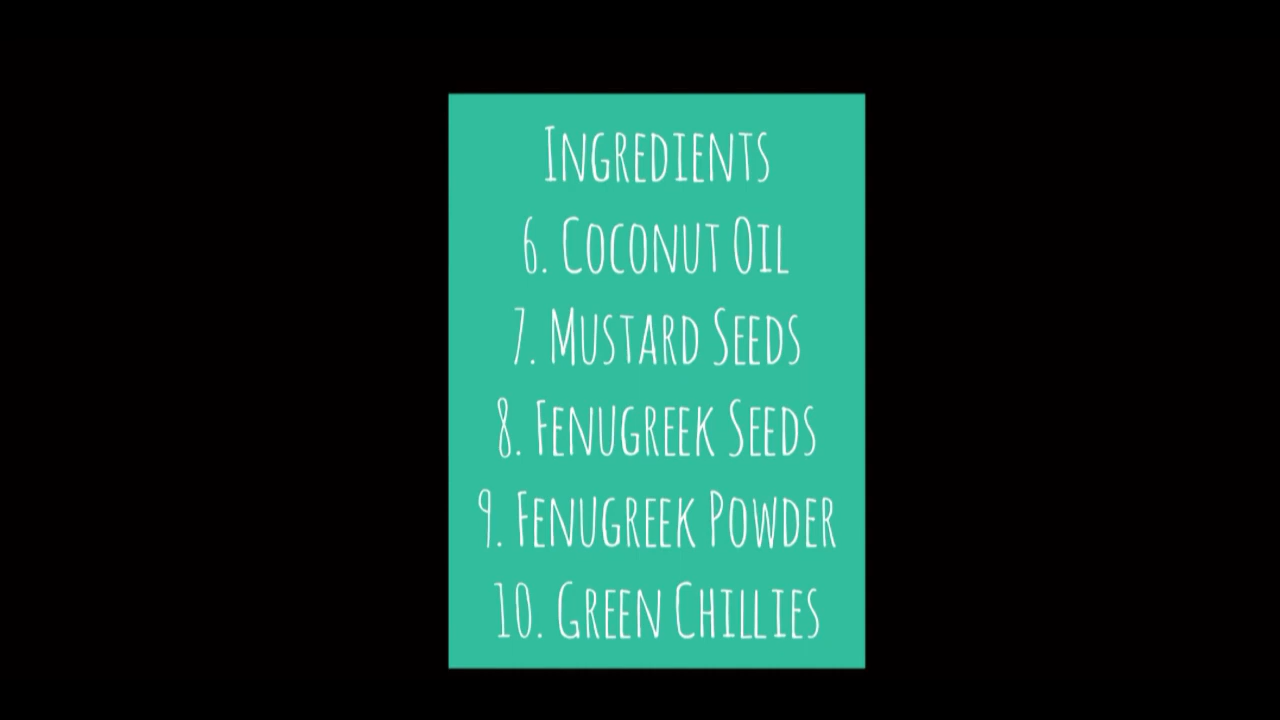 Ingredients
6. Coconut Oil
7. Mustard Seeds
8. Fenugreek Seeds
9. Fenugreek Powder
10. Green Chillies